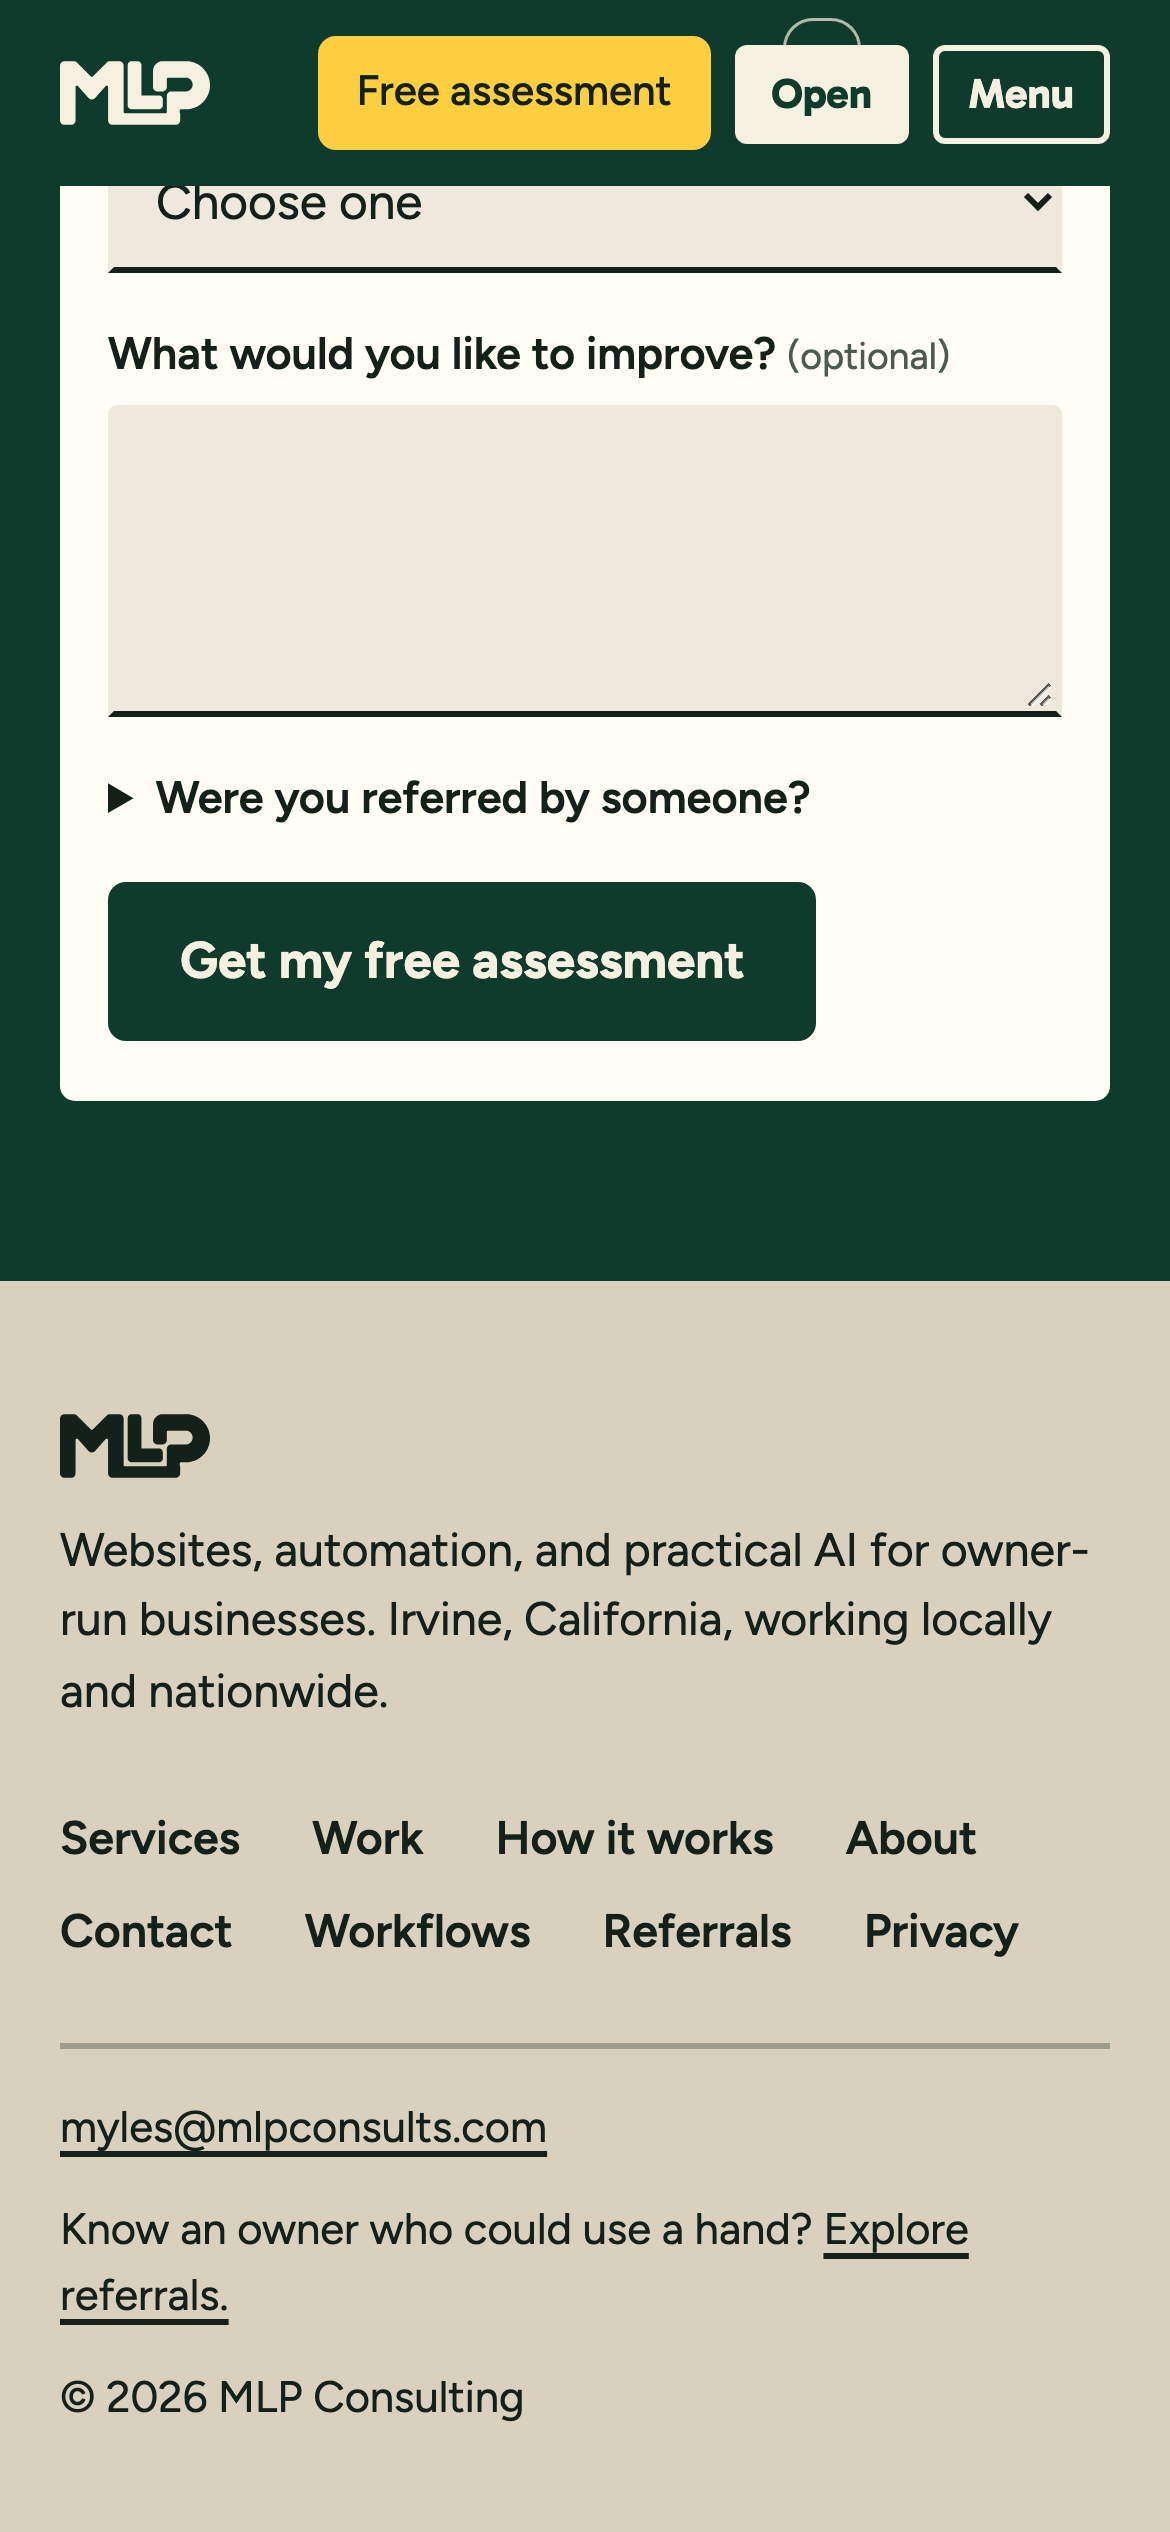 MLP
Free assessment
Open
Menu
Choose one
What would you like to improve? (optional)
Were you referred by someone?
Get my free assessment
MLP
Websites, automation, and practical AI for owner-
run businesses. Irvine, California, working locally
and nationwide.
Services Work How it works About
Contact Workflows Referrals Privacy
myles@mlpconsults.com
Know an owner who could use a hand? Explore
referrals.
© 2026 MLP Consulting